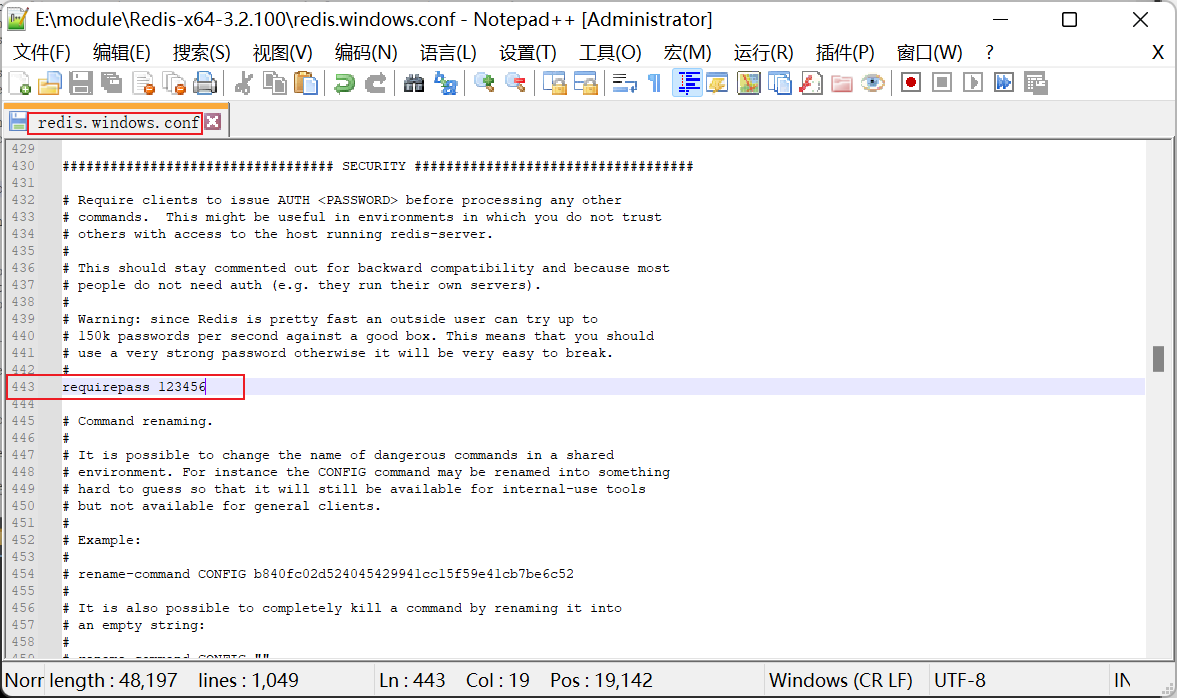 E:\module\Redis-x64-3.2.100\redis.windows.conf - Notepad++ [Administrator]
文件(F) 编辑(E) 搜索(S) 视图(V) 编码(N) 语言(L) 设置(T) 工具(O) 宏(M) 运行(R) 插件(P) 窗口(W) ? X
redis.windows.conf
429
430 ################################## SECURITY ###################################
431
432 # Require clients to issue AUTH <PASSWORD> before processing any other
433 # commands.  This might be useful in environments in which you do not trust
434 # others with access to the host running redis-server.
435 #
436 # This should stay commented out for backward compatibility and because most
437 # people do not need auth (e.g. they run their own servers).
438 #
439 # Warning: since Redis is pretty fast an outside user can try up to
440 # 150k passwords per second against a good box. This means that you should
441 # use a very strong password otherwise it will be very easy to break.
442 #
443 requirepass 123456
444
445 # Command renaming.
446 #
447 # It is possible to change the name of dangerous commands in a shared
448 # environment. For instance the CONFIG command may be renamed into something
449 # hard to guess so that it will still be available for internal-use tools
450 # but not available for general clients.
451 #
452 # Example:
453 #
454 # rename-command CONFIG b840fc02d524045429941cc15f59e41cb7be6c52
455 #
456 # It is also possible to completely kill a command by renaming it into
457 # an empty string:
458 #
459 # rename-command CONFIG ""
Norr length : 48,197 lines : 1,049 Ln : 443 Col : 19 Pos : 19,142 Windows (CR LF) UTF-8 IN